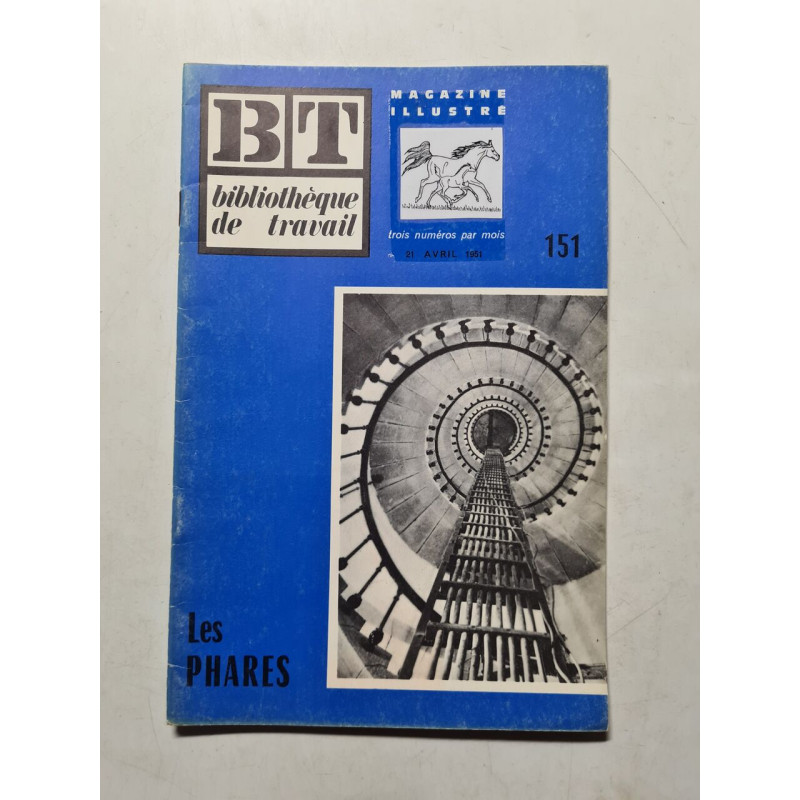 BT
bibliothèque
de travail
MAGAZINE
ILLUSTRÉ
trois numéros par mois
21 AVRIL 1951
151
Les
PHARES